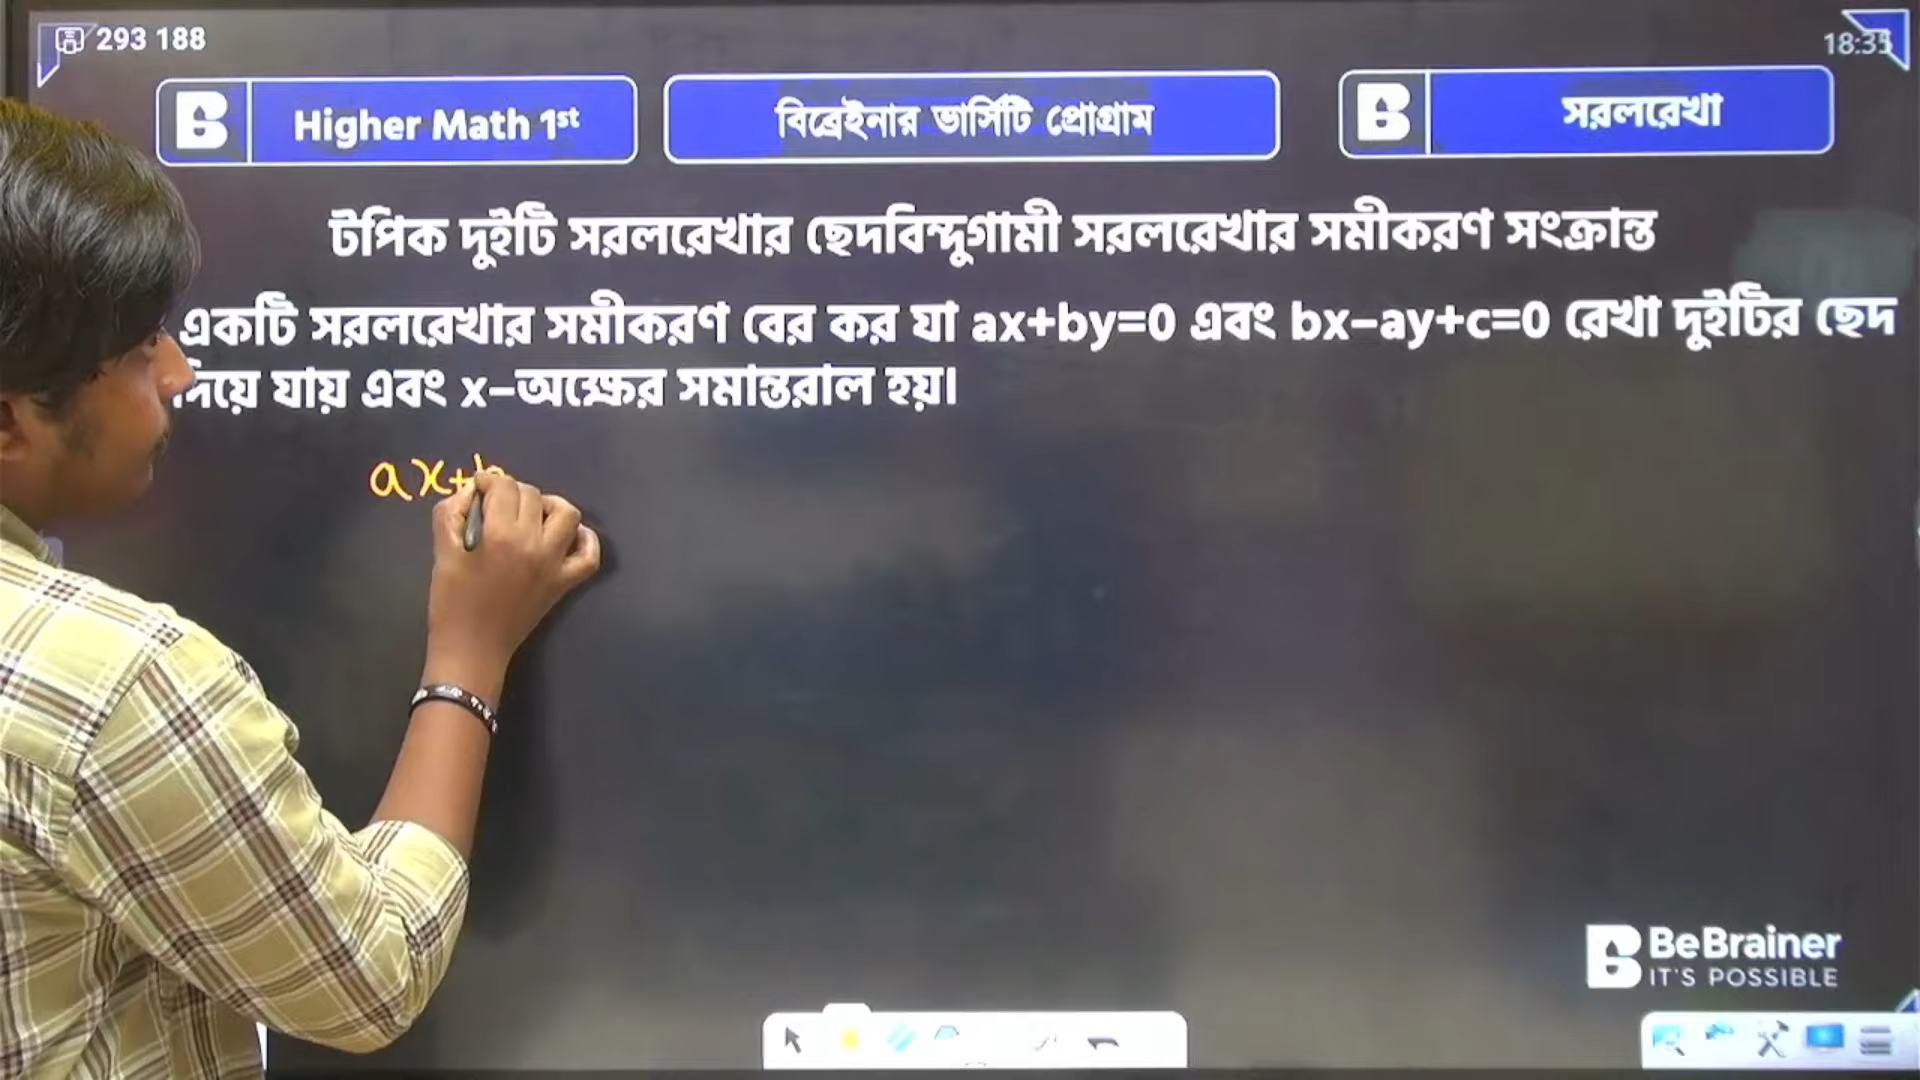 293 188
18:35
Higher Math 1st
বিব্রেইনার ভার্সিটি প্রোগ্রাম
সরলরেখা
টপিক দুইটি সরলরেখার ছেদবিন্দুগামী সরলরেখার সমীকরণ সংক্রান্ত
একটি সরলরেখার সমীকরণ বের কর যা ax+by=0 এবং bx-ay+c=0 রেখা দুইটির ছেদ
দিয়ে যায় এবং x-অক্ষের সমান্তরাল হয়।
ax+b
BeBrainer
IT'S POSSIBLE